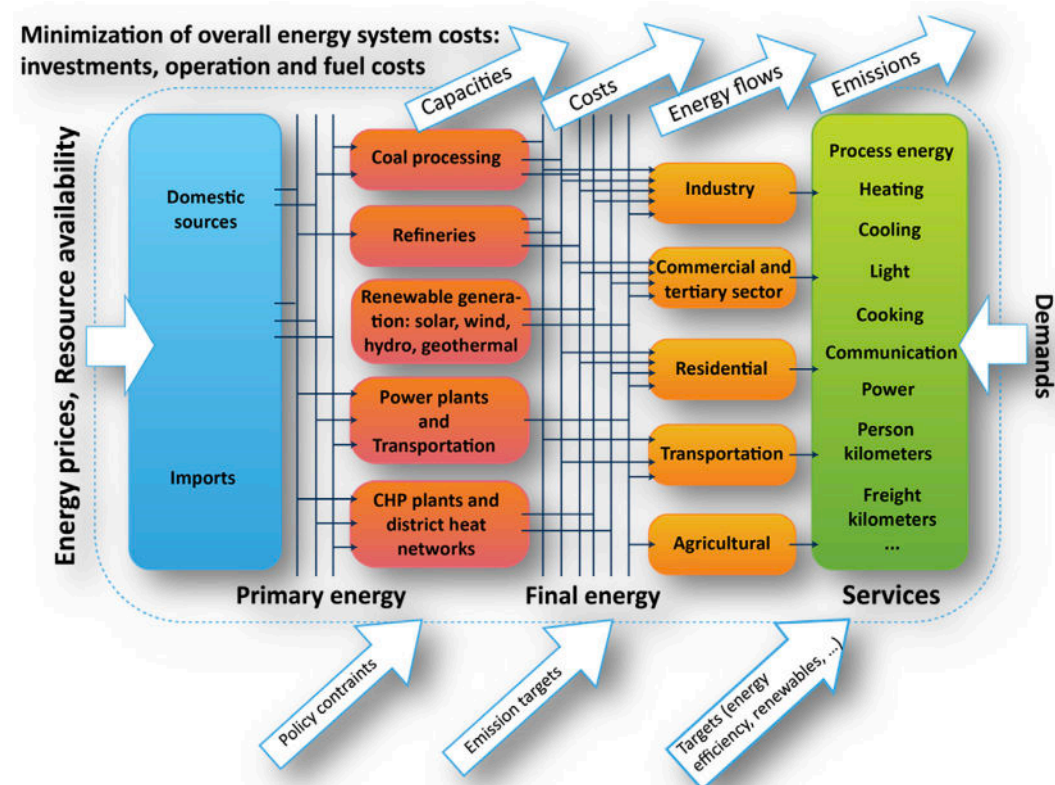 Minimization of overall energy system costs:
investments, operation and fuel costs
Capacities
Costs
Energy flows
Emissions
Energy prices, Resource availability
Domestic
sources
Imports
Coal processing
Refineries
Renewable genera-
tion: solar, wind,
hydro, geothermal
Power plants
and
Transportation
CHP plants and
district heat
networks
Industry
Commercial and
tertiary sector
Residential
Transportation
Agricultural
Process energy
Heating
Cooling
Light
Cooking
Communication
Power
Person
kilometers
Freight
kilometers
...
Demands
Primary energy
Final energy
Services
Policy contraints
Emission targets
Targets (energy
efficiency, renewables, ...)